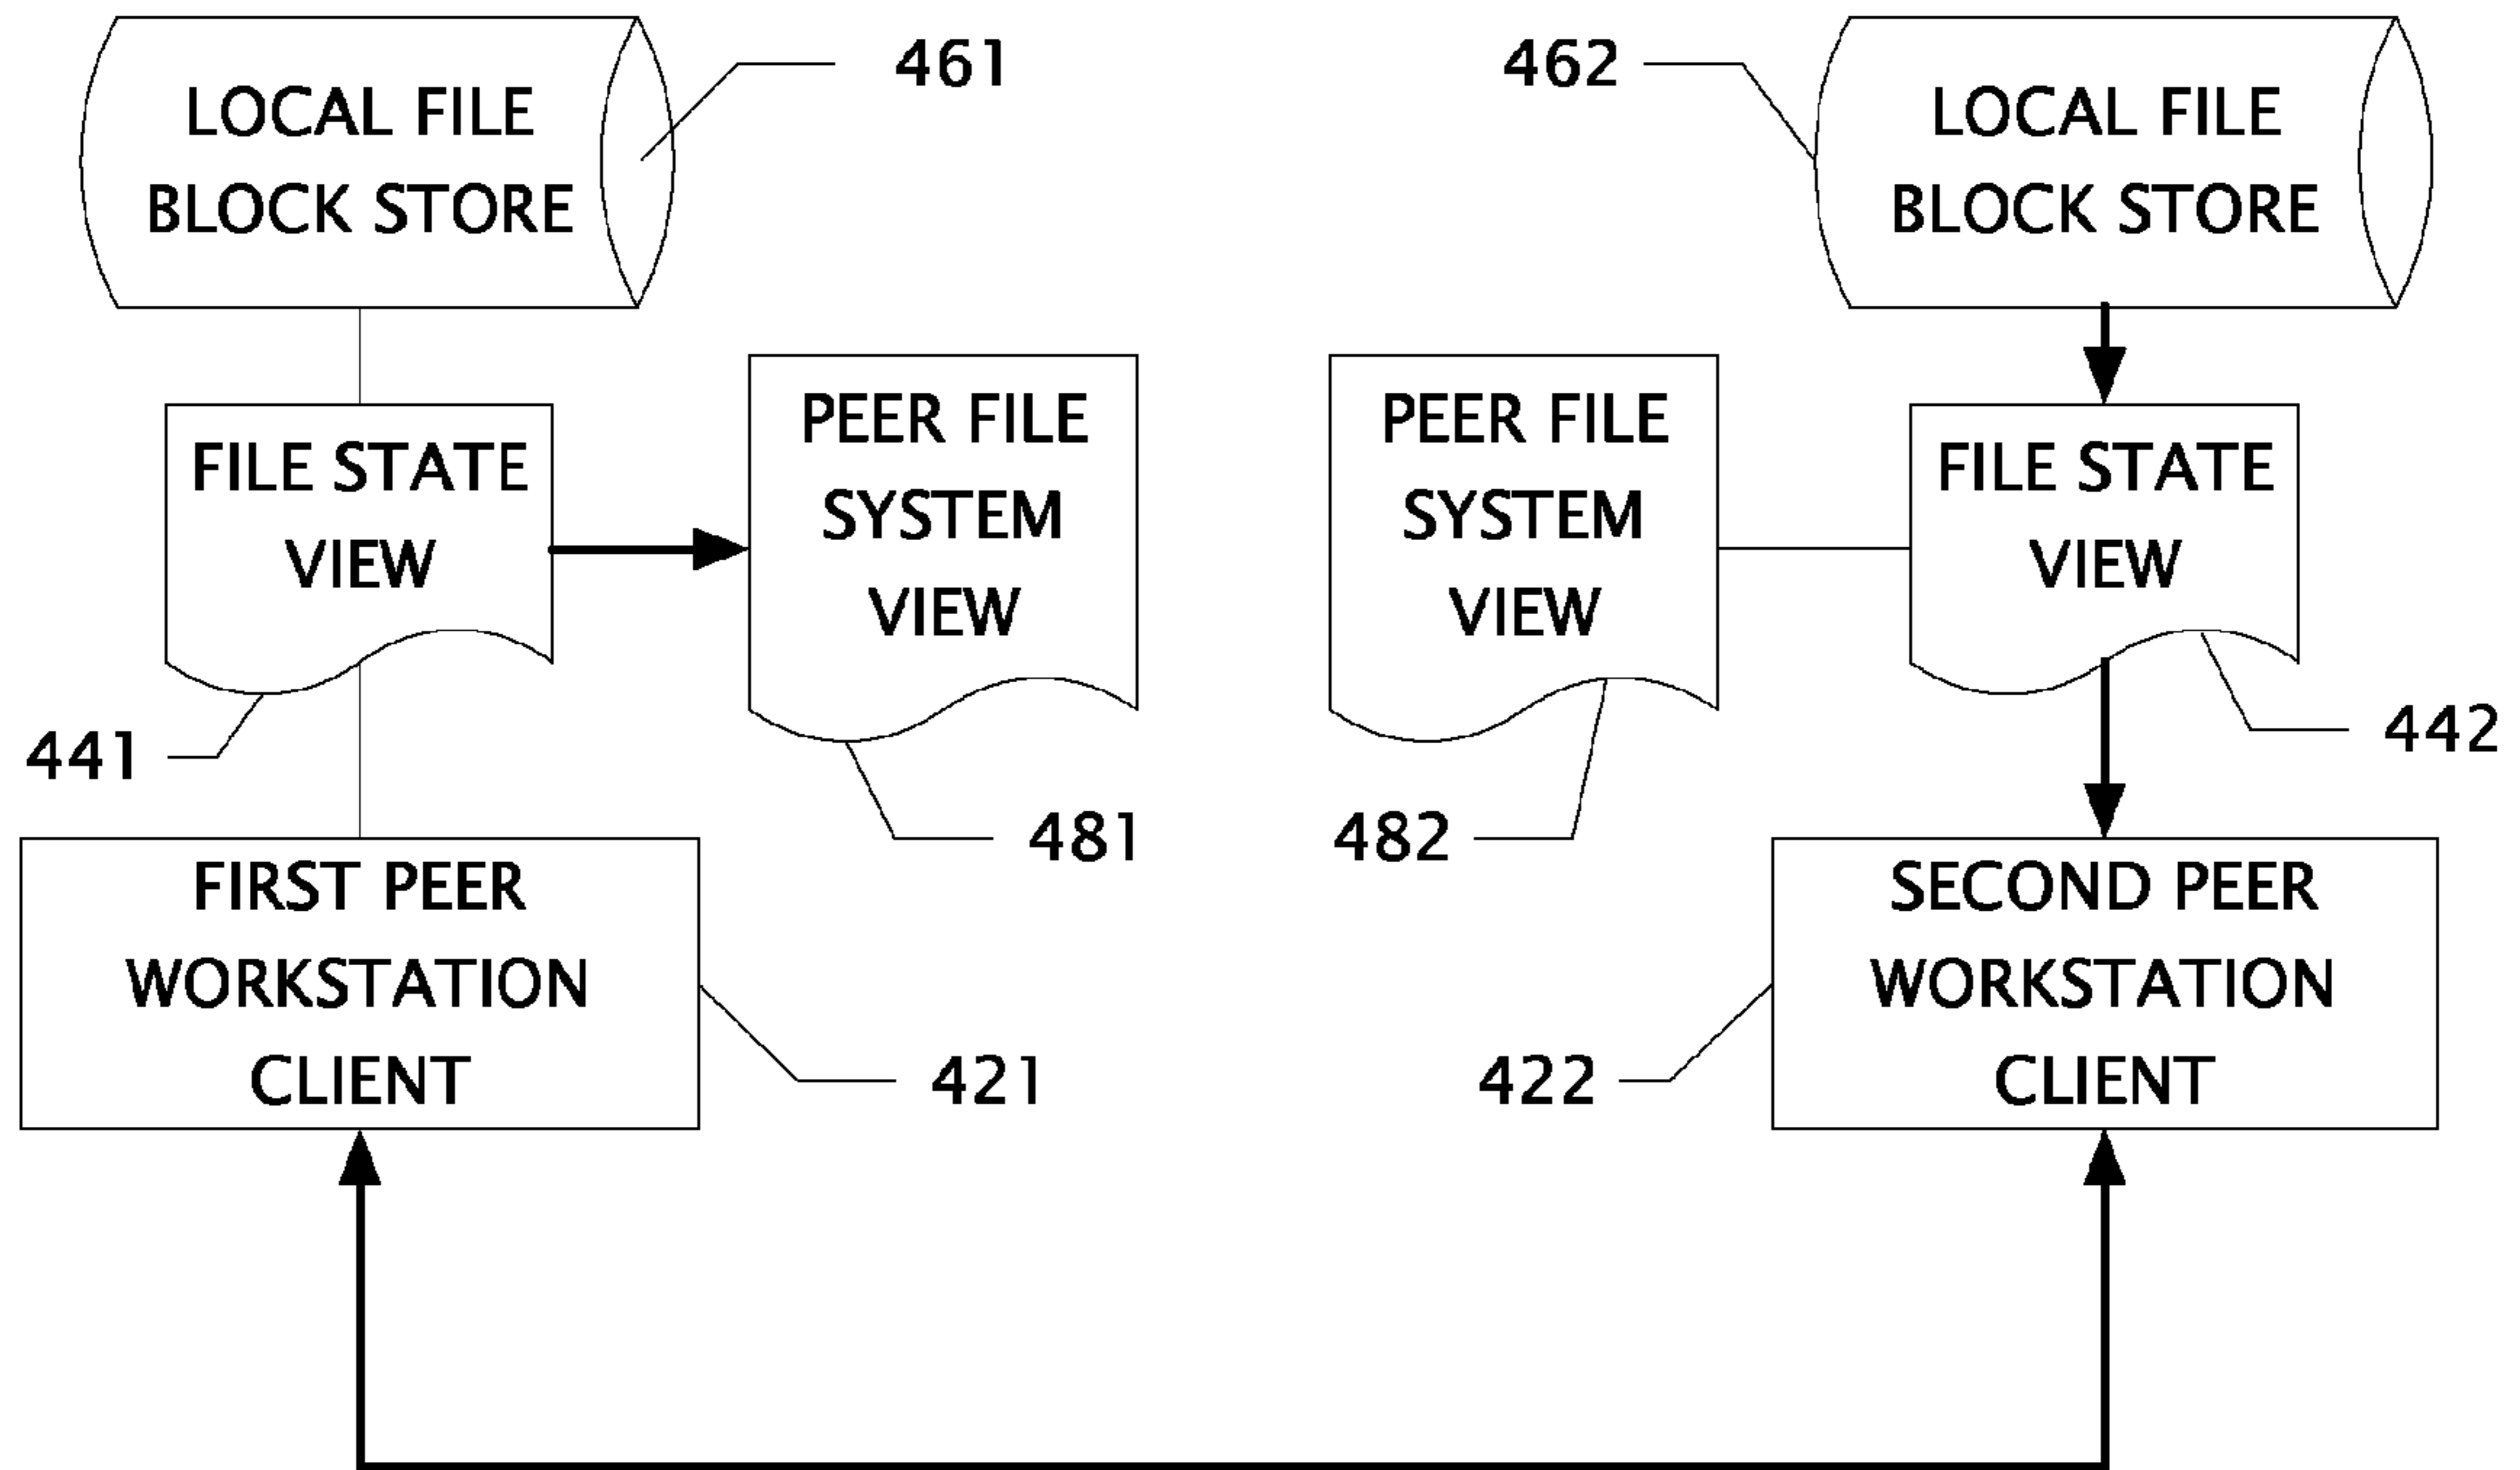 LOCAL FILE
BLOCK STORE
461
462
LOCAL FILE
BLOCK STORE
FILE STATE
VIEW
PEER FILE
SYSTEM
VIEW
PEER FILE
SYSTEM
VIEW
FILE STATE
VIEW
441
481
482
442
FIRST PEER
WORKSTATION
CLIENT
421
422
SECOND PEER
WORKSTATION
CLIENT